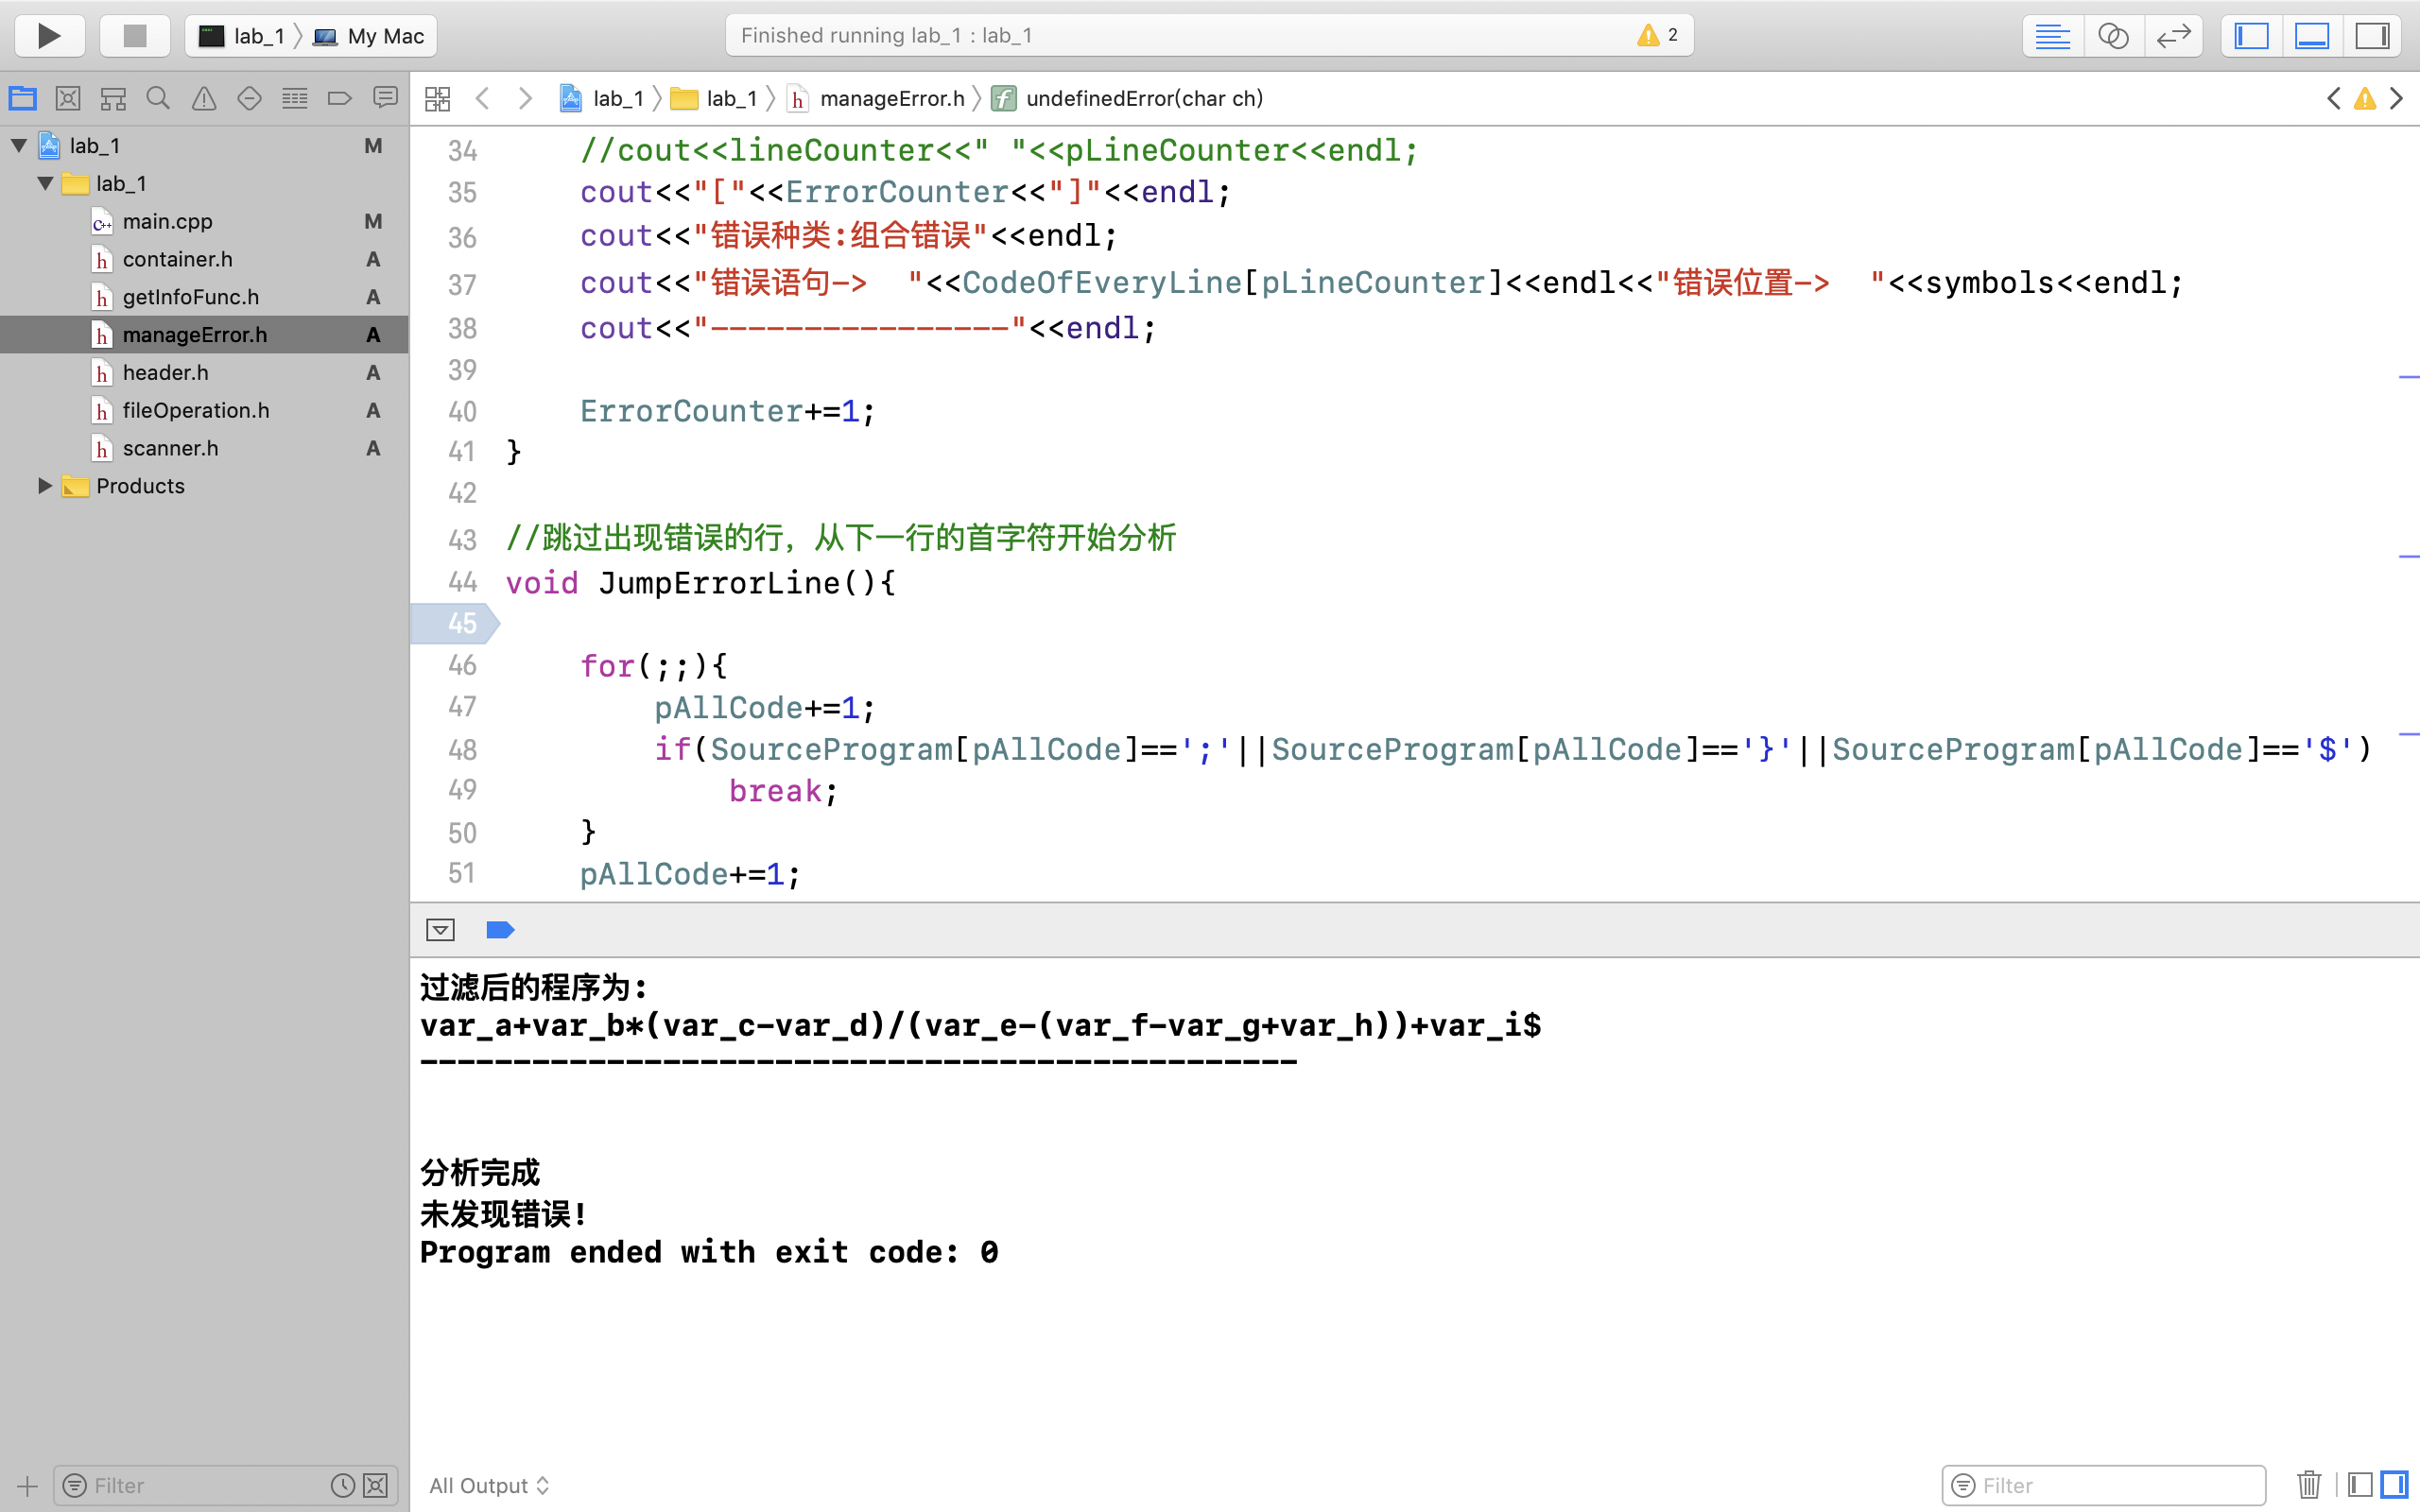 lab_1 My Mac
Finished running lab_1 : lab_1
2
lab_1 lab_1 manageError.h undefinedError(char ch)
lab_1 M
lab_1
main.cpp M
container.h A
getInfoFunc.h A
manageError.h A
header.h A
fileOperation.h A
scanner.h A
Products
34 //cout<<lineCounter<<" "<<pLineCounter<<endl;
35 cout<<"["<<ErrorCounter<<"]"<<endl;
36 cout<<"错误种类:组合错误"<<endl;
37 cout<<"错误语句->  "<<CodeOfEveryLine[pLineCounter]<<endl<<"错误位置->  "<<symbols<<endl;
38 cout<<"----------------"<<endl;
39
40 ErrorCounter+=1;
41 }
42
43 //跳过出现错误的行，从下一行的首字符开始分析
44 void JumpErrorLine(){
45
46 for(;;){
47 pAllCode+=1;
48 if(SourceProgram[pAllCode]==';'||SourceProgram[pAllCode]=='}'||SourceProgram[pAllCode]=='$')
49 break;
50 }
51 pAllCode+=1;
过滤后的程序为:
var_a+var_b*(var_c-var_d)/(var_e-(var_f-var_g+var_h))+var_i$
-----------------------------------------------
分析完成
未发现错误!
Program ended with exit code: 0
Filter
All Output
Filter